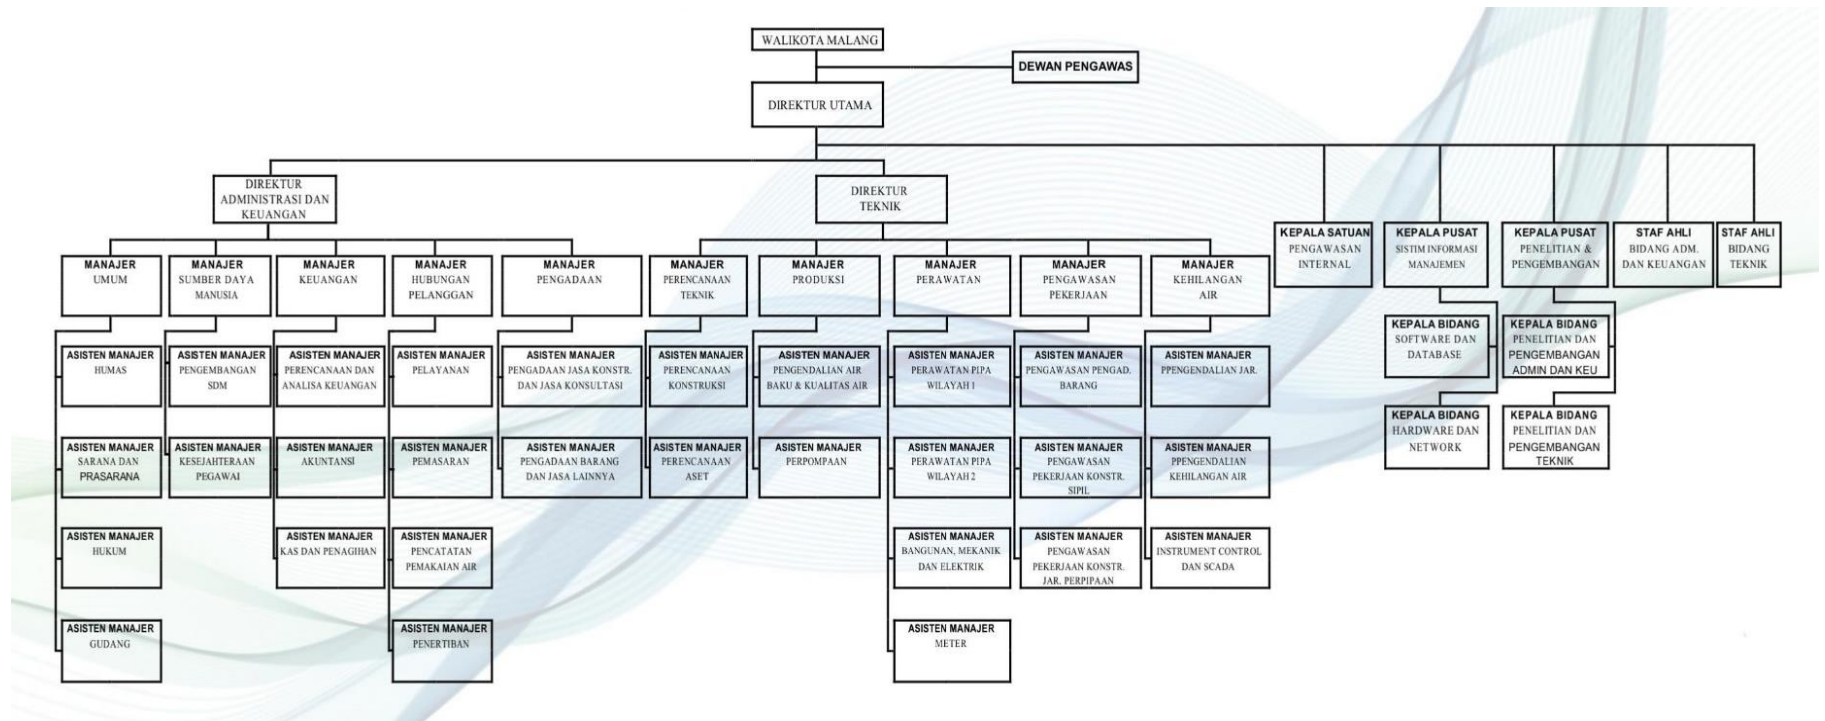 WALIKOTA MALANG
DEWAN PENGAWAS
DIREKTUR UTAMA
DIREKTUR
ADMINISTRASI DAN
KEUANGAN
DIREKTUR
TEKNIK
KEPALA SATUAN
PENGAWASAN
INTERNAL
KEPALA PUSAT
SISTIM INFORMASI
MANAJEMEN
KEPALA PUSAT
PENELITIAN &
PENGEMBANGAN
STAF AHLI
BIDANG ADM.
DAN KEUANGAN
STAF AHLI
BIDANG
TEKNIK
MANAJER
UMUM
MANAJER
SUMBER DAYA
MANUSIA
MANAJER
KEUANGAN
MANAJER
HUBUNGAN
PELANGGAN
MANAJER
PENGADAAN
MANAJER
PERENCANAAN
TEKNIK
MANAJER
PRODUKSI
MANAJER
PERAWATAN
MANAJER
PENGAWASAN
PEKERJAAN
MANAJER
KEHILANGAN
AIR
KEPALA BIDANG
SOFTWARE DAN
DATABASE
KEPALA BIDANG
PENELITIAN DAN
PENGEMBANGAN
ADMIN DAN KEU
ASISTEN MANAJER
HUMAS
ASISTEN MANAJER
PENGEMBANGAN
SDM
ASISTEN MANAJER
PERENCANAAN DAN
ANALISA KEUANGAN
ASISTEN MANAJER
PELAYANAN
ASISTEN MANAJER
PENGADAAN JASA KONSTR.
DAN JASA KONSULTASI
ASISTEN MANAJER
PERENCANAAN
KONSTRUKSI
ASISTEN MANAJER
PENGENDALIAN AIR
BAKU & KUALITAS AIR
ASISTEN MANAJER
PERAWATAN PIPA
WILAYAH 1
ASISTEN MANAJER
PENGAWASAN PENGAD.
BARANG
ASISTEN MANAJER
PPENGENDALIAN JAR.
KEPALA BIDANG
HARDWARE DAN
NETWORK
KEPALA BIDANG
PENELITIAN DAN
PENGEMBANGAN
TEKNIK
ASISTEN MANAJER
SARANA DAN
PRASARANA
ASISTEN MANAJER
KESEJAHTERAAN
PEGAWAI
ASISTEN MANAJER
AKUNTANSI
ASISTEN MANAJER
PEMASARAN
ASISTEN MANAJER
PENGADAAN BARANG
DAN JASA LAINNYA
ASISTEN MANAJER
PERENCANAAN
ASET
ASISTEN MANAJER
PERPOMPAAN
ASISTEN MANAJER
PERAWATAN PIPA
WILAYAH 2
ASISTEN MANAJER
PENGAWASAN
PEKERJAAN KONSTR.
SIPIL
ASISTEN MANAJER
PPENGENDALIAN
KEHILANGAN AIR
ASISTEN MANAJER
HUKUM
ASISTEN MANAJER
KAS DAN PENAGIHAN
ASISTEN MANAJER
PENCATATAN
PEMAKAIAN AIR
ASISTEN MANAJER
BANGUNAN, MEKANIK
DAN ELEKTRIK
ASISTEN MANAJER
PENGAWASAN
PEKERJAAN KONSTR.
JAR. PERPIPAAN
ASISTEN MANAJER
INSTRUMENT CONTROL
DAN SCADA
ASISTEN MANAJER
GUDANG
ASISTEN MANAJER
PENERTIBAN
ASISTEN MANAJER
METER